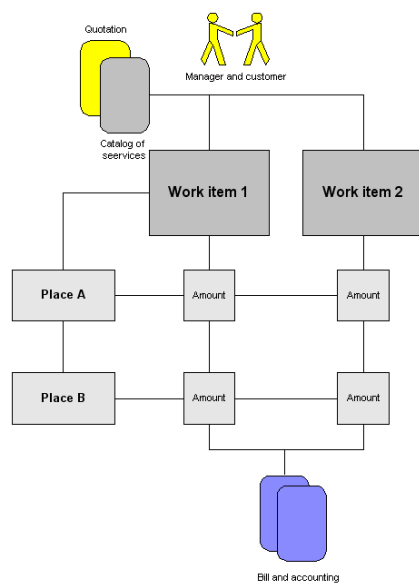 Quotation
Manager and customer
Catalog of
seervices
Work item 1
Work item 2
Place A
Amount
Amount
Place B
Amount
Amount
Bill and accounting